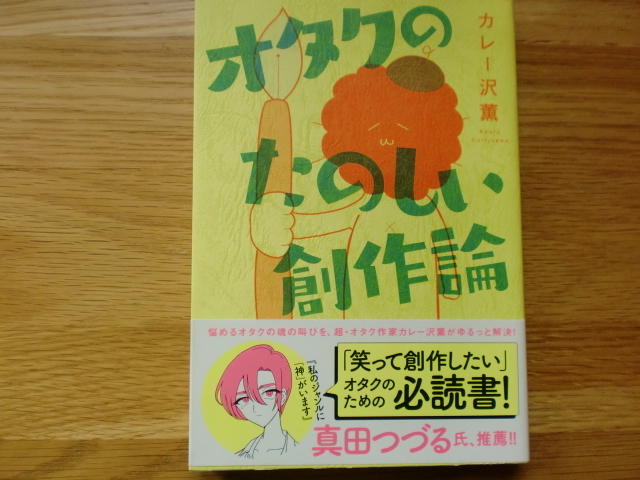 オタクの
たのしい
創作論
カレー沢薫
悩めるオタクの魂の叫びを、超・オタク作家カレー沢薫がゆるっと解決!
「笑って創作したい」
オタクの
ための
必読書!
『私のジャンルに
「神」がいます』
真田つづる氏、推薦!!